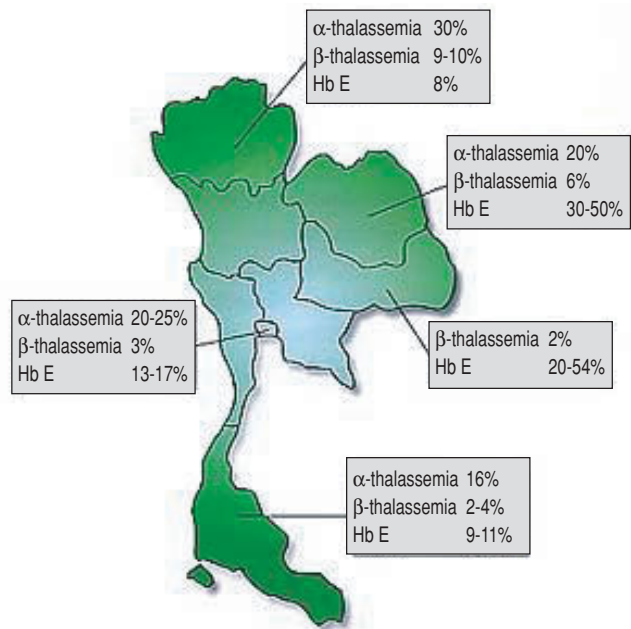 α-thalassemia 30%
β-thalassemia 9-10%
Hb E 8%
α-thalassemia 20%
β-thalassemia 6%
Hb E 30-50%
α-thalassemia 20-25%
β-thalassemia 3%
Hb E 13-17%
β-thalassemia 2%
Hb E 20-54%
α-thalassemia 16%
β-thalassemia 2-4%
Hb E 9-11%